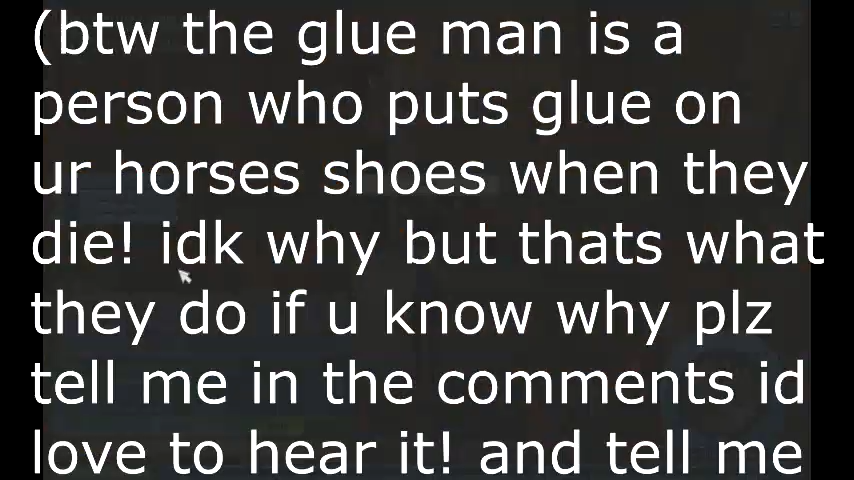 (btw the glue man is a
person who puts glue on
ur horses shoes when they
die! idk why but thats what
they do if u know why plz
tell me in the comments id
love to hear it! and tell me